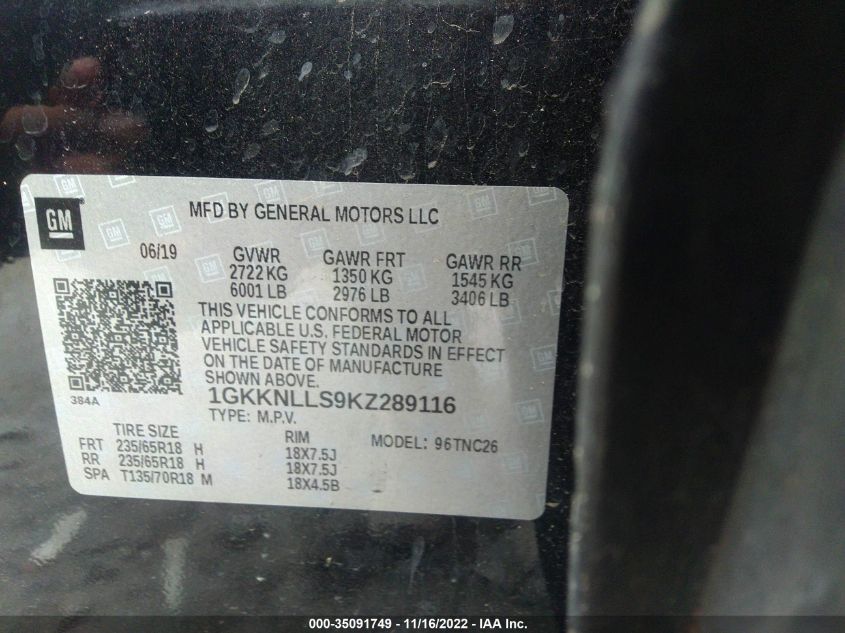 GM
MFD BY GENERAL MOTORS LLC
06/19 GVWR GAWR FRT GAWR RR
2722 KG 1350 KG 1545 KG
6001 LB 2976 LB 3406 LB
THIS VEHICLE CONFORMS TO ALL
APPLICABLE U.S. FEDERAL MOTOR
VEHICLE SAFETY STANDARDS IN EFFECT
ON THE DATE OF MANUFACTURE
SHOWN ABOVE.
384A
1GKKNLLS9KZ289116
TYPE: M.P.V.
TIRE SIZE RIM MODEL: 96TNC26
FRT 235/65R18 H 18X7.5J
RR 235/65R18 H 18X7.5J
SPA T135/70R18 M 18X4.5B
000-35091749 - 11/16/2022 - IAA Inc.